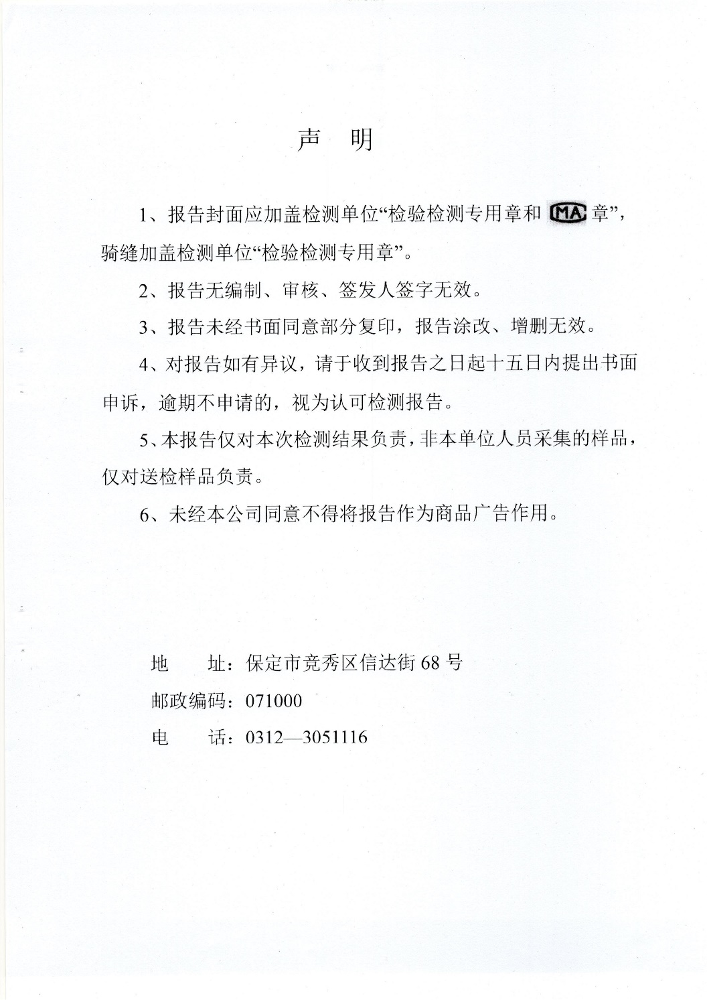 声 明
1、报告封面应加盖检测单位“检验检测专用章和 MA 章”，
骑缝加盖检测单位“检验检测专用章”。
2、报告无编制、审核、签发人签字无效。
3、报告未经书面同意部分复印，报告涂改、增删无效。
4、对报告如有异议，请于收到报告之日起十五日内提出书面
申诉，逾期不申请的，视为认可检测报告。
5、本报告仅对本次检测结果负责，非本单位人员采集的样品，
仅对送检样品负责。
6、未经本公司同意不得将报告作为商品广告作用。
地 址：保定市竞秀区信达街 68 号
邮政编码：071000
电 话：0312—3051116